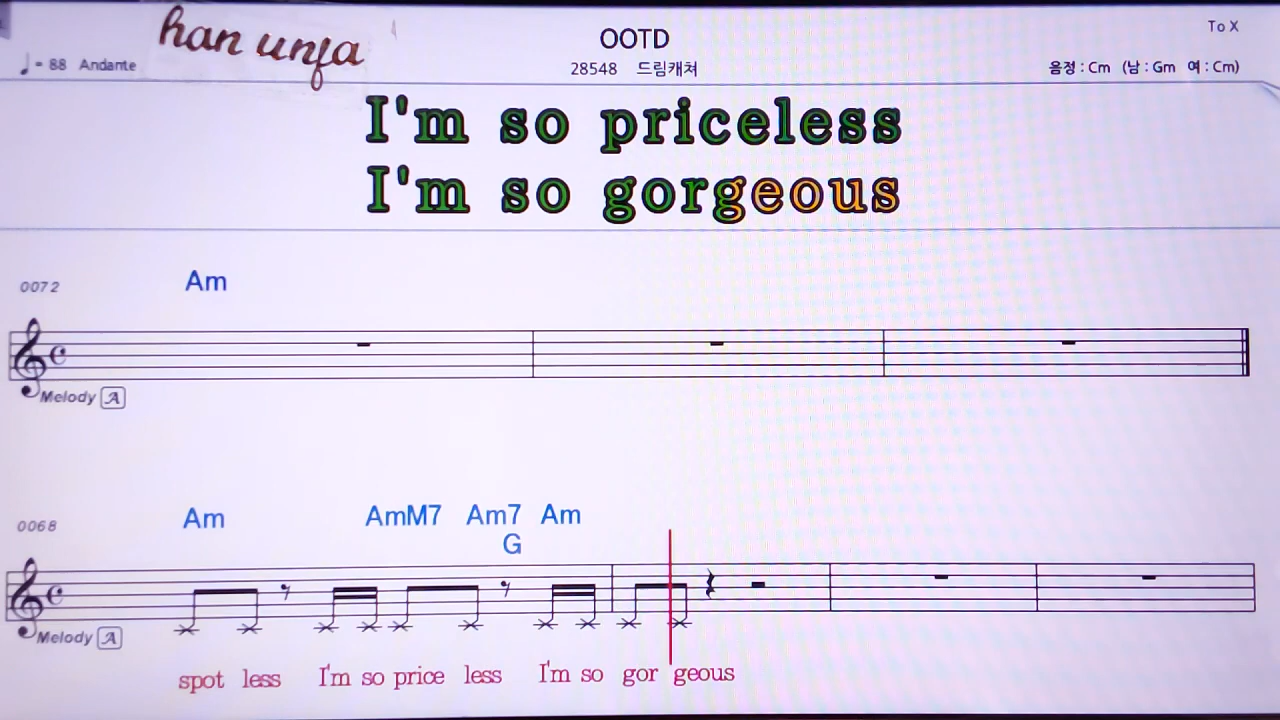 han unfa
OOTD
To X
♩ = 88 Andante
28548 드림캐쳐
음정 : Cm (남 : Gm 여 : Cm)
I'm so priceless
I'm so gorgeous
0072
Am
Melody A
0068
Am AmM7 Am7 Am
G
Melody A
spot less I'm so price less I'm so gor geous